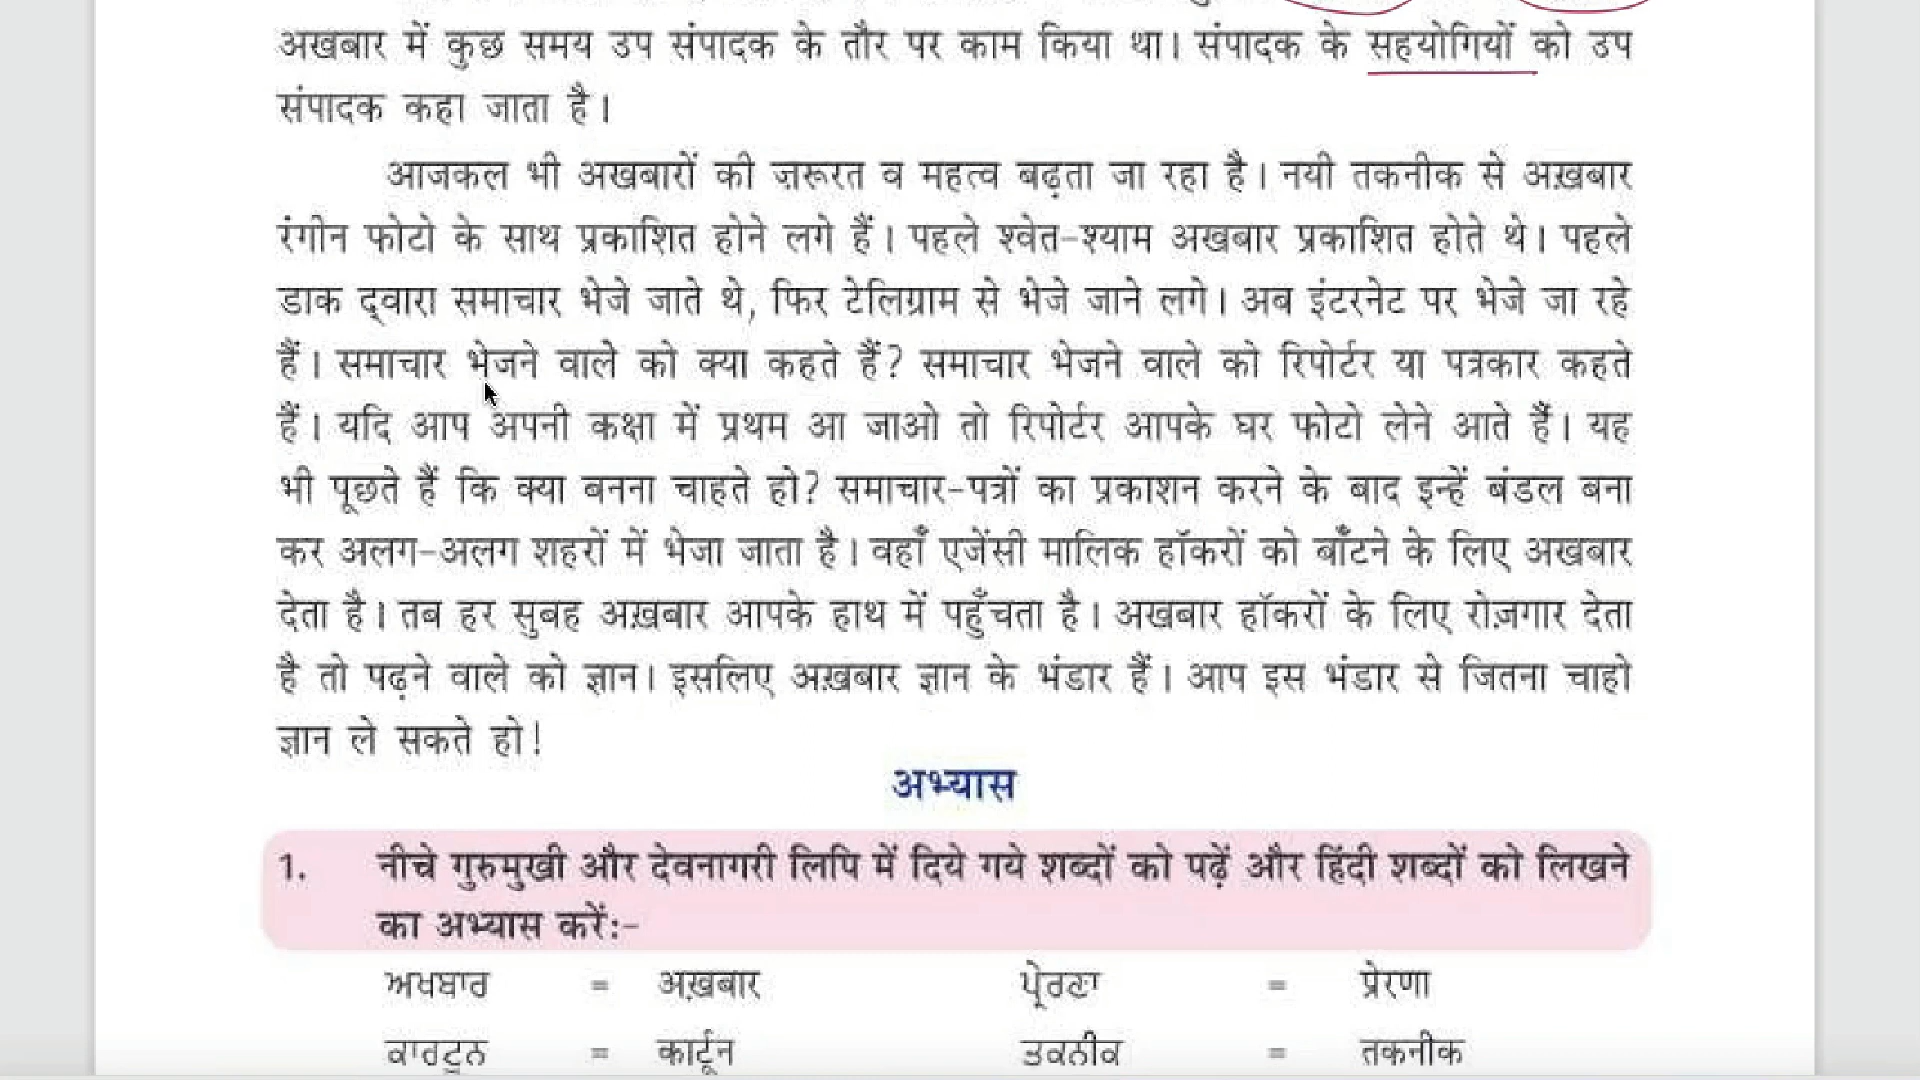 अखबार में कुछ समय उप संपादक के तौर पर काम किया था। संपादक के सहयोगियों को उप
संपादक कहा जाता है।
आजकल भी अखबारों की ज़रूरत व महत्व बढ़ता जा रहा है। नयी तकनीक से अख़बार
रंगीन फोटो के साथ प्रकाशित होने लगे हैं। पहले श्वेत-श्याम अखबार प्रकाशित होते थे। पहले
डाक द्‌वारा समाचार भेजे जाते थे, फिर टेलिग्राम से भेजे जाने लगे। अब इंटरनेट पर भेजे जा रहे
हैं। समाचार भेजने वाले को क्या कहते हैं? समाचार भेजने वाले को रिपोर्टर या पत्रकार कहते
हैं। यदि आप अपनी कक्षा में प्रथम आ जाओ तो रिपोर्टर आपके घर फोटो लेने आते हैं। यह
भी पूछते हैं कि क्या बनना चाहते हो? समाचार-पत्रों का प्रकाशन करने के बाद इन्हें बंडल बना
कर अलग-अलग शहरों में भेजा जाता है। वहाँ एजेंसी मालिक हॉकरों को बाँटने के लिए अखबार
देता है। तब हर सुबह अख़बार आपके हाथ में पहुँचता है। अखबार हॉकरों के लिए रोज़गार देता
है तो पढ़ने वाले को ज्ञान। इसलिए अख़बार ज्ञान के भंडार हैं। आप इस भंडार से जितना चाहो
ज्ञान ले सकते हो!
अभ्यास
1. नीचे गुरुमुखी और देवनागरी लिपि में दिये गये शब्दों को पढ़ें और हिंदी शब्दों को लिखने
का अभ्यास करें:-
ਅਖਬਾਰ = अख़बार ਪ੍ਰੇਰਣਾ = प्रेरणा
ਕਾਰਟੂਨ = कार्टून ਤਕਨੀਕ = तकनीक